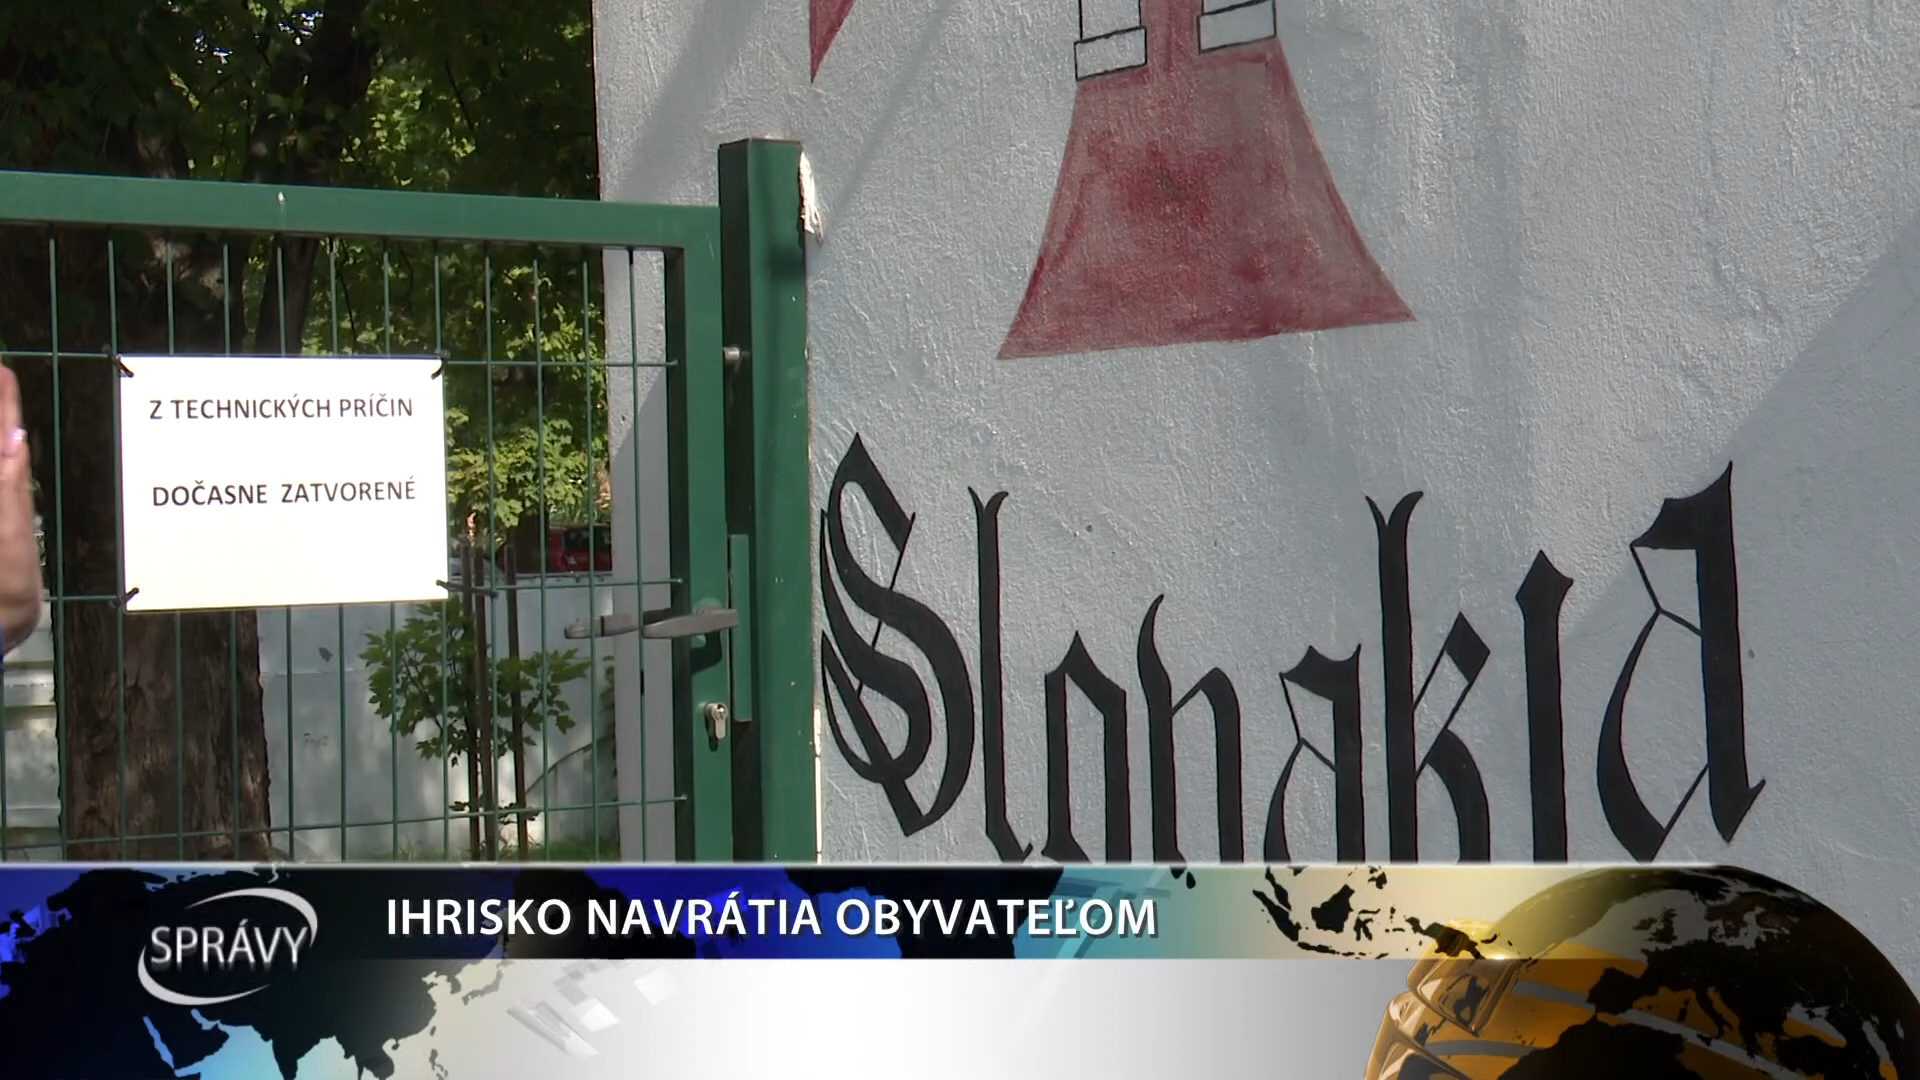 Z TECHNICKÝCH PRÍČIN
DOČASNE ZATVORENÉ
Slovakia
SPRÁVY
IHRISKO NAVRÁTIA OBYVATEĽOM